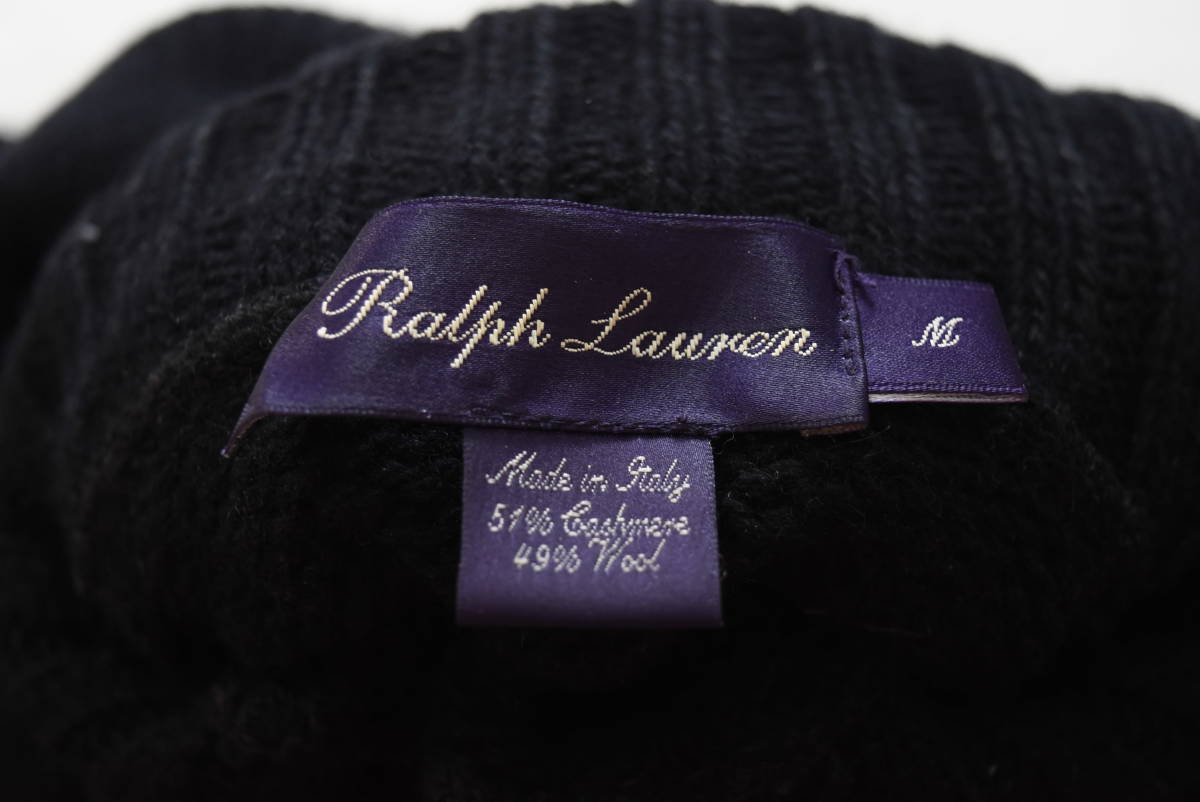 Ralph Lauren
M
Made in Italy
51% Cashmere
49% Wool